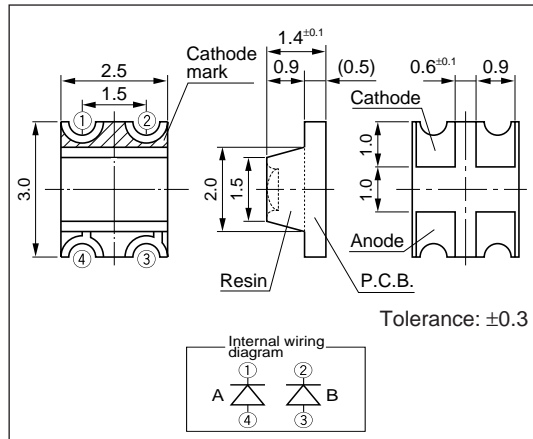 1.4±0.1
2.5
Cathode mark
0.9
(0.5)
0.6±0.1
0.9
1.5
Cathode
①
②
3.0
2.0
1.5
1.0
1.0
④
③
Resin
P.C.B.
Anode
Tolerance: ±0.3
Internal wiring
diagram
①
②
A
B
④
③